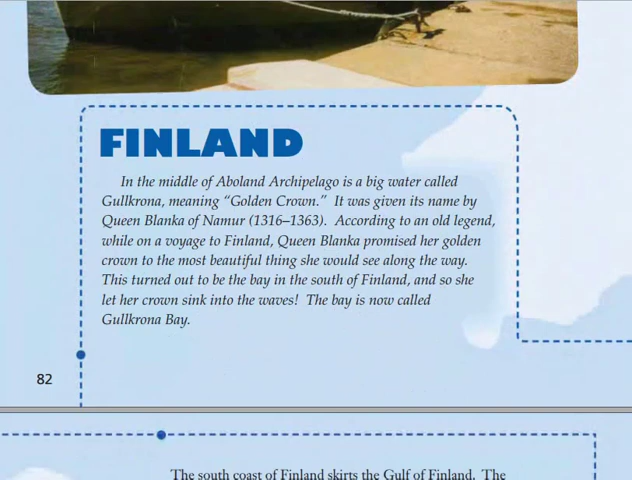 FINLAND
In the middle of Aboland Archipelago is a big water called
Gullkrona, meaning “Golden Crown.” It was given its name by
Queen Blanka of Namur (1316–1363). According to an old legend,
while on a voyage to Finland, Queen Blanka promised her golden
crown to the most beautiful thing she would see along the way.
This turned out to be the bay in the south of Finland, and so she
let her crown sink into the waves! The bay is now called
Gullkrona Bay.
82
The south coast of Finland skirts the Gulf of Finland. The